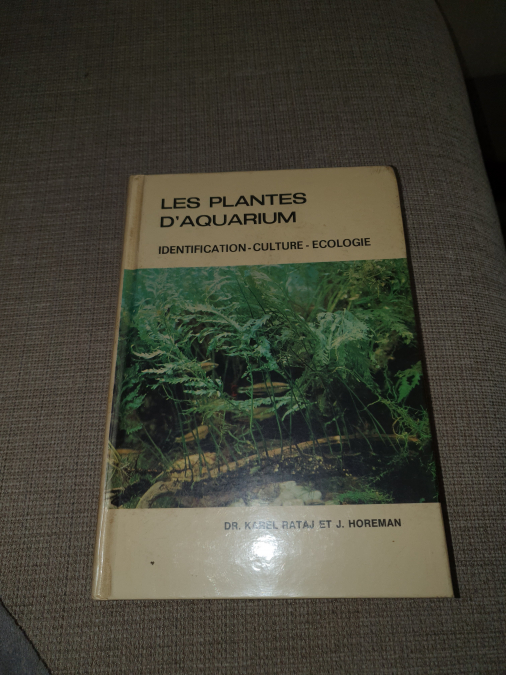 LES PLANTES
D'AQUARIUM
IDENTIFICATION-CULTURE-ECOLOGIE
DR. KAREL RATAJ ET J. HOREMAN